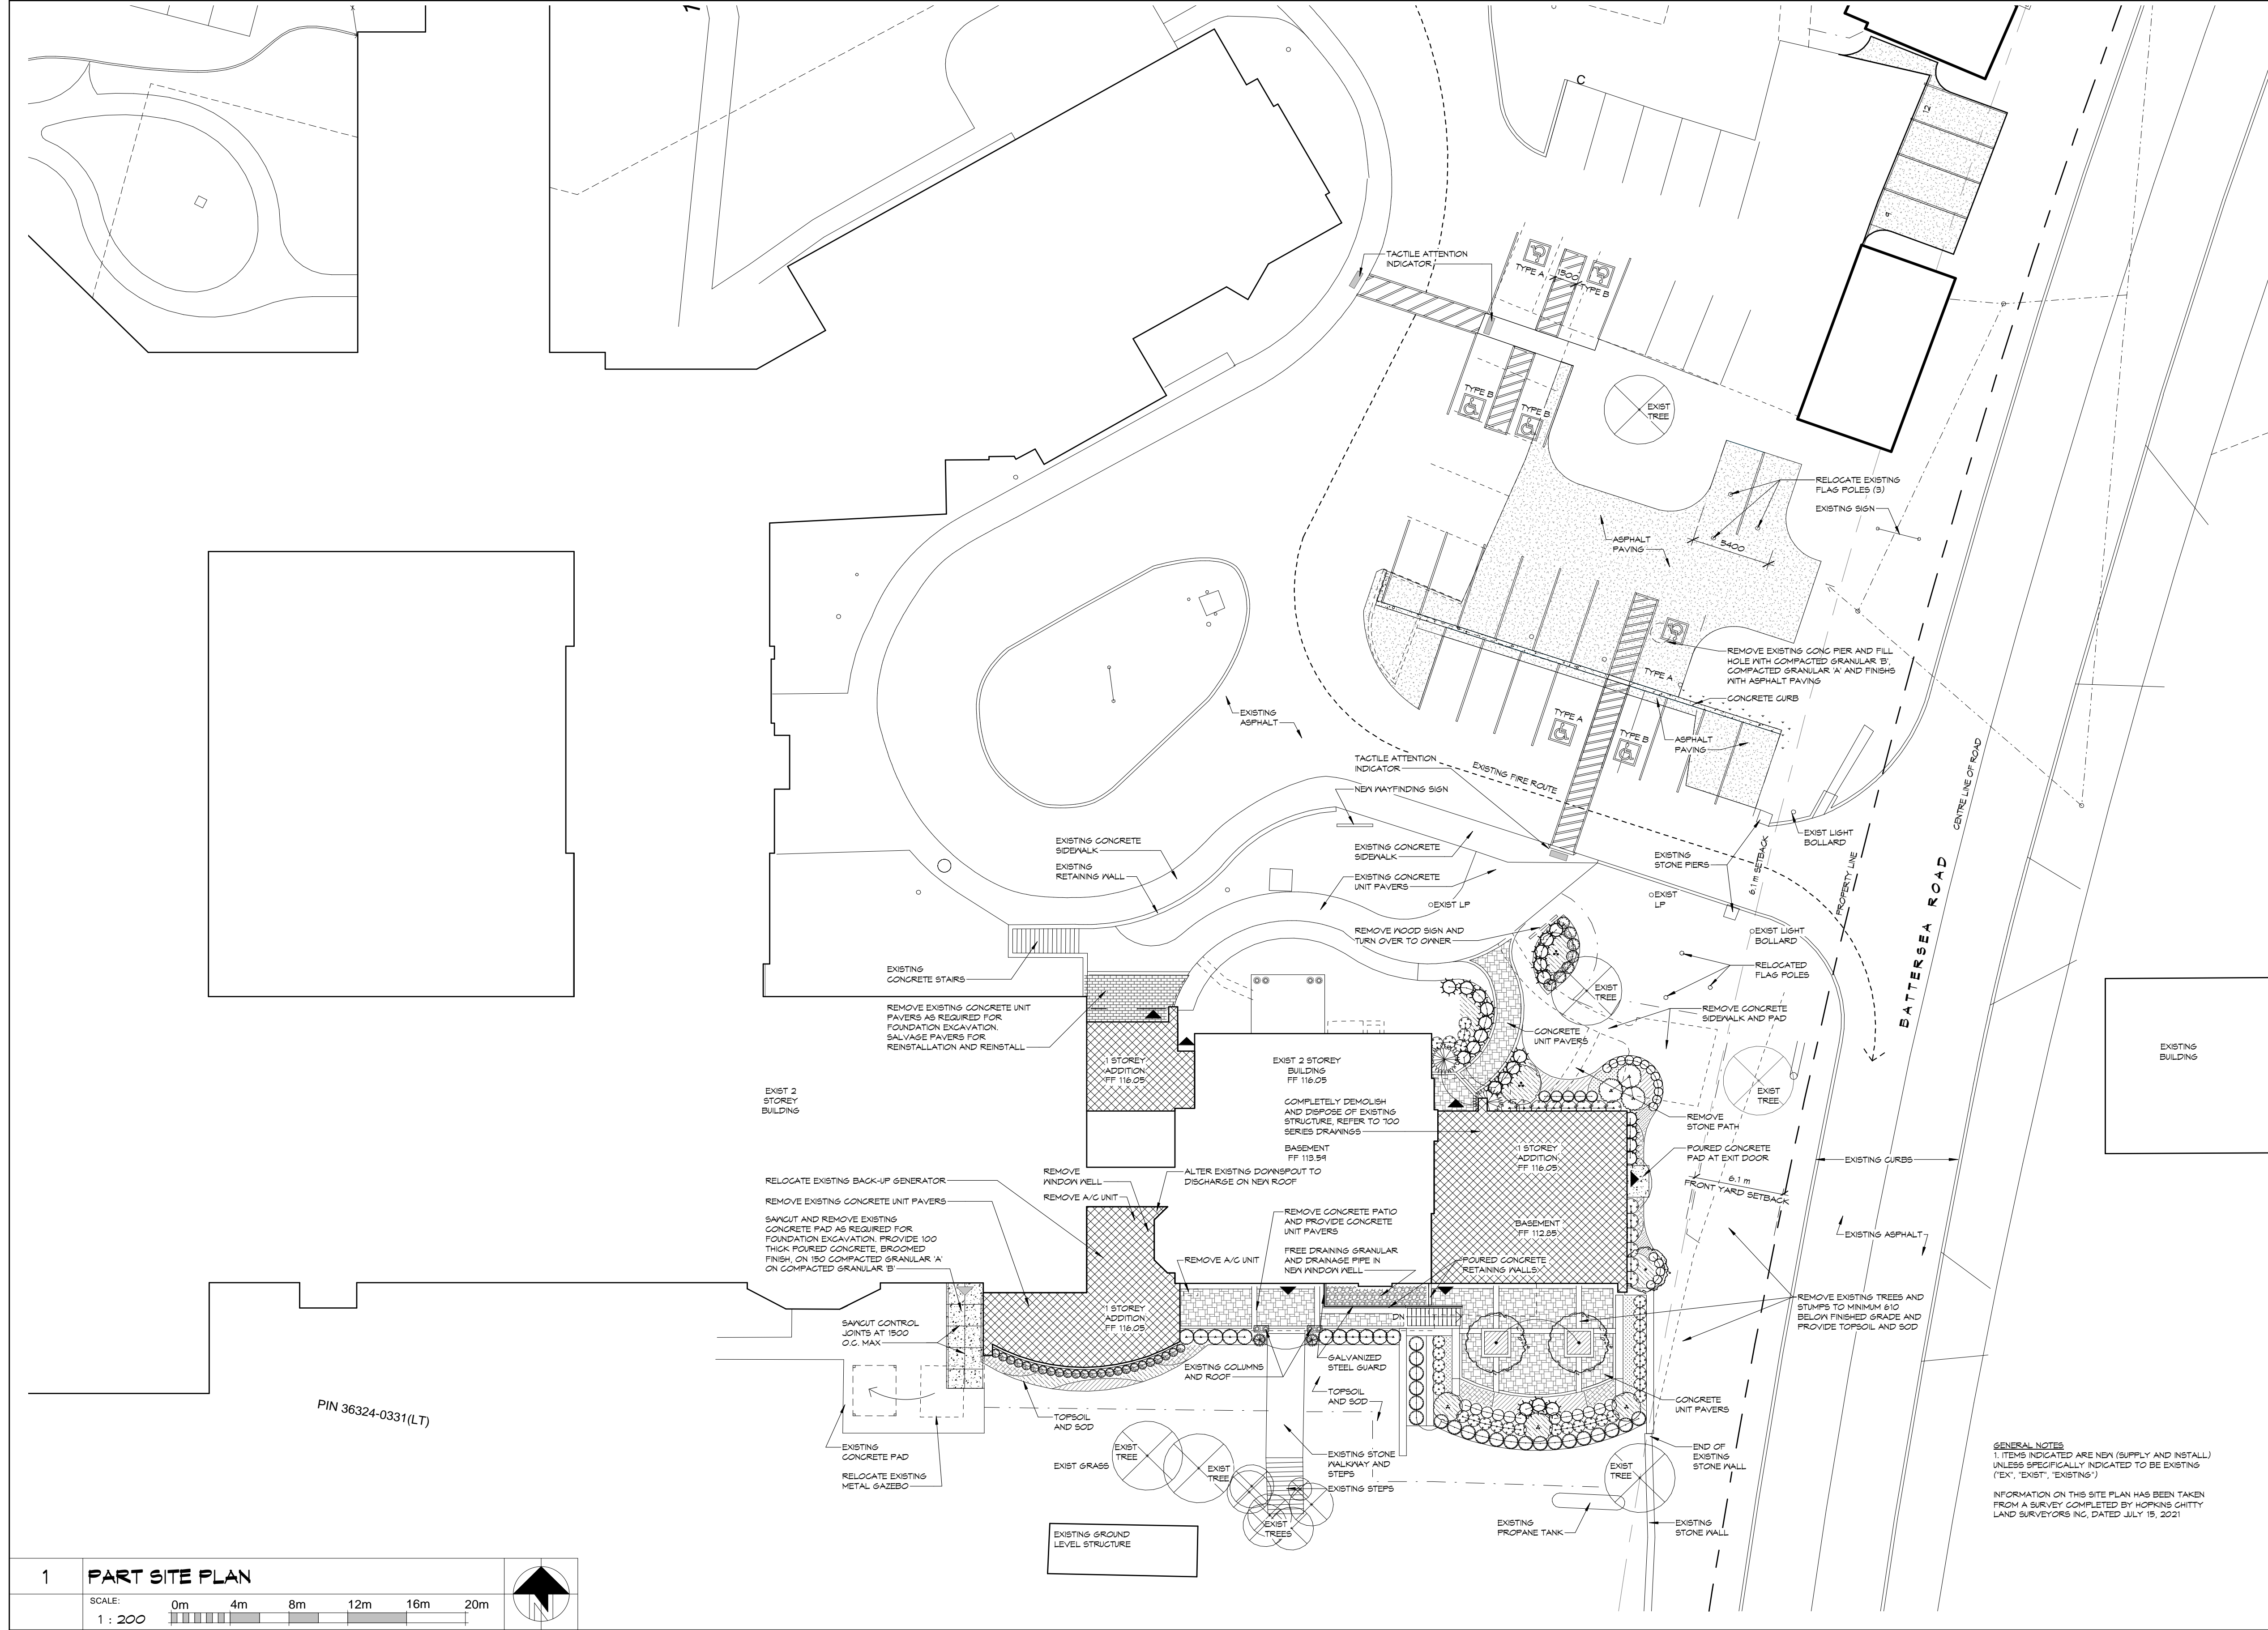 C
12
TACTILE ATTENTION
INDICATOR
TYPE A
1500
TYPE B
TYPE B
TYPE B
EXIST
TREE
RELOCATE EXISTING
FLAG POLES (3)
EXISTING SIGN
ASPHALT
PAVING
5400
REMOVE EXISTING CONC PIER AND FILL
HOLE WITH COMPACTED GRANULAR 'B',
COMPACTED GRANULAR 'A' AND FINISHS
WITH ASPHALT PAVING
TYPE A
CONCRETE CURB
EXISTING
ASPHALT
TYPE A
TYPE B
ASPHALT
PAVING
TACTILE ATTENTION
INDICATOR
EXISTING FIRE ROUTE
NEW WAYFINDING SIGN
CENTRE LINE OF ROAD
EXISTING CONCRETE
SIDEWALK
EXISTING
RETAINING WALL
EXISTING CONCRETE
SIDEWALK
EXISTING CONCRETE
UNIT PAVERS
EXISTING
STONE PIERS
6.1 m SETBACK
EXIST LIGHT
BOLLARD
PROPERTY LINE
BATTERSEA ROAD
EXIST LP
EXIST
LP
REMOVE WOOD SIGN AND
TURN OVER TO OWNER
EXIST LIGHT
BOLLARD
EXISTING
CONCRETE STAIRS
RELOCATED
FLAG POLES
EXIST
TREE
REMOVE EXISTING CONCRETE UNIT
PAVERS AS REQUIRED FOR
FOUNDATION EXCAVATION.
SALVAGE PAVERS FOR
REINSTALLATION AND REINSTALL
REMOVE CONCRETE
SIDEWALK AND PAD
CONCRETE
UNIT PAVERS
1 STOREY
ADDITION
FF 116.05
EXIST 2 STOREY
BUILDING
FF 116.05
EXISTING
BUILDING
EXIST 2
STOREY
BUILDING
COMPLETELY DEMOLISH
AND DISPOSE OF EXISTING
STRUCTURE, REFER TO 700
SERIES DRAWINGS
BASEMENT
FF 113.59
EXIST
TREE
REMOVE
STONE PATH
1 STOREY
ADDITION
FF 116.05
POURED CONCRETE
PAD AT EXIT DOOR
EXISTING CURBS
6.1 m
FRONT YARD SETBACK
RELOCATE EXISTING BACK-UP GENERATOR
REMOVE
WINDOW WELL
ALTER EXISTING DOWNSPOUT TO
DISCHARGE ON NEW ROOF
REMOVE EXISTING CONCRETE UNIT PAVERS
REMOVE A/C UNIT
SAWCUT AND REMOVE EXISTING
CONCRETE PAD AS REQUIRED FOR
FOUNDATION EXCAVATION. PROVIDE 100
THICK POURED CONCRETE, BROOMED
FINISH, ON 150 COMPACTED GRANULAR 'A'
ON COMPACTED GRANULAR 'B'
REMOVE CONCRETE PATIO
AND PROVIDE CONCRETE
UNIT PAVERS
BASEMENT
FF 112.85
EXISTING ASPHALT
REMOVE A/C UNIT
FREE DRAINING GRANULAR
AND DRAINAGE PIPE IN
NEW WINDOW WELL
POURED CONCRETE
RETAINING WALLS
1 STOREY
ADDITION
FF 116.05
DN
SAWCUT CONTROL
JOINTS AT 1500
O.C. MAX
REMOVE EXISTING TREES AND
STUMPS TO MINIMUM 610
BELOW FINISHED GRADE AND
PROVIDE TOPSOIL AND SOD
EXISTING COLUMNS
AND ROOF
GALVANIZED
STEEL GUARD
TOPSOIL
AND SOD
CONCRETE
UNIT PAVERS
PIN 36324-0331(LT)
TOPSOIL
AND SOD
EXISTING
CONCRETE PAD
EXIST
TREE
EXIST GRASS
EXIST
TREE
EXISTING STONE
WALKWAY AND
STEPS
EXISTING STEPS
END OF
EXISTING
STONE WALL
EXIST
TREE
RELOCATE EXISTING
METAL GAZEBO
EXISTING GROUND
LEVEL STRUCTURE
EXIST
TREES
EXISTING
PROPANE TANK
EXISTING
STONE WALL
GENERAL NOTES
1. ITEMS INDICATED ARE NEW (SUPPLY AND INSTALL)
UNLESS SPECIFICALLY INDICATED TO BE EXISTING
("EX", "EXIST", "EXISTING")
INFORMATION ON THIS SITE PLAN HAS BEEN TAKEN
FROM A SURVEY COMPLETED BY HOPKINS CHITTY
LAND SURVEYORS INC, DATED JULY 15, 2021
1 PART SITE PLAN
SCALE:
1 : 200
0m 4m 8m 12m 16m 20m
N